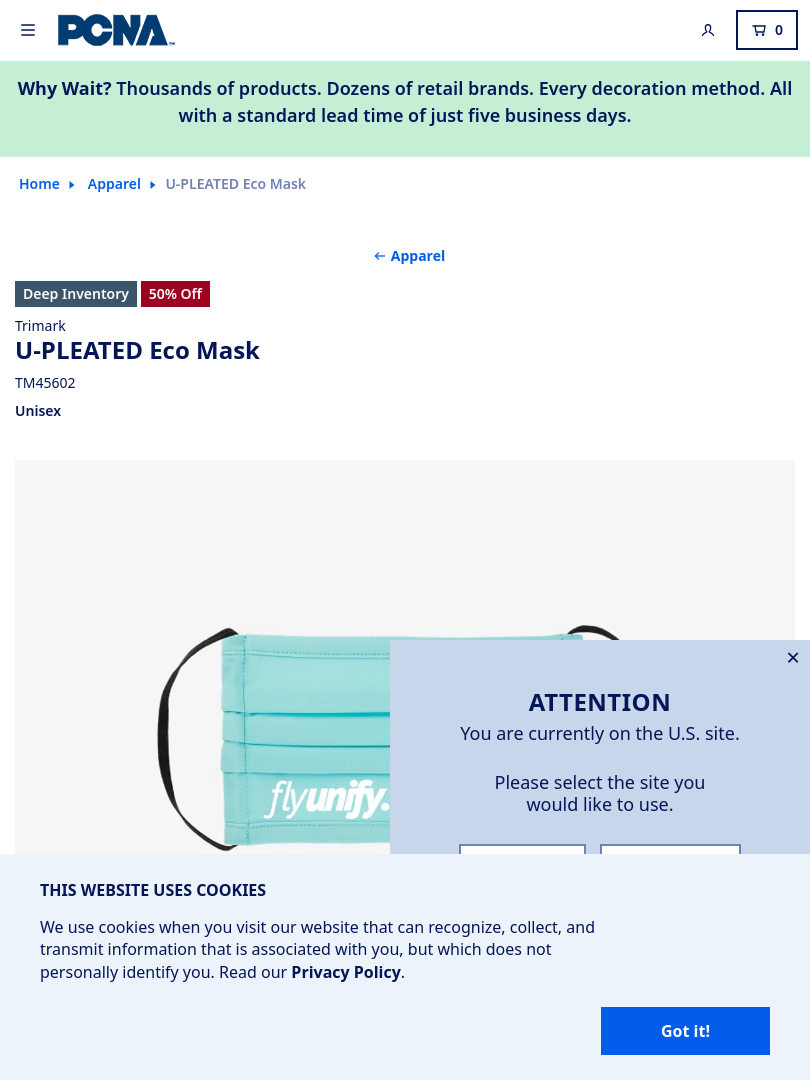 PCNA™
0
Why Wait? Thousands of products. Dozens of retail brands. Every decoration method. All
with a standard lead time of just five business days.
Home
Apparel
U-PLEATED Eco Mask
← Apparel
Deep Inventory
50% Off
Trimark
U-PLEATED Eco Mask
TM45602
Unisex
flyunify.
ATTENTION
You are currently on the U.S. site.
Please select the site you
would like to use.
THIS WEBSITE USES COOKIES
We use cookies when you visit our website that can recognize, collect, and
transmit information that is associated with you, but which does not
personally identify you. Read our Privacy Policy.
Got it!